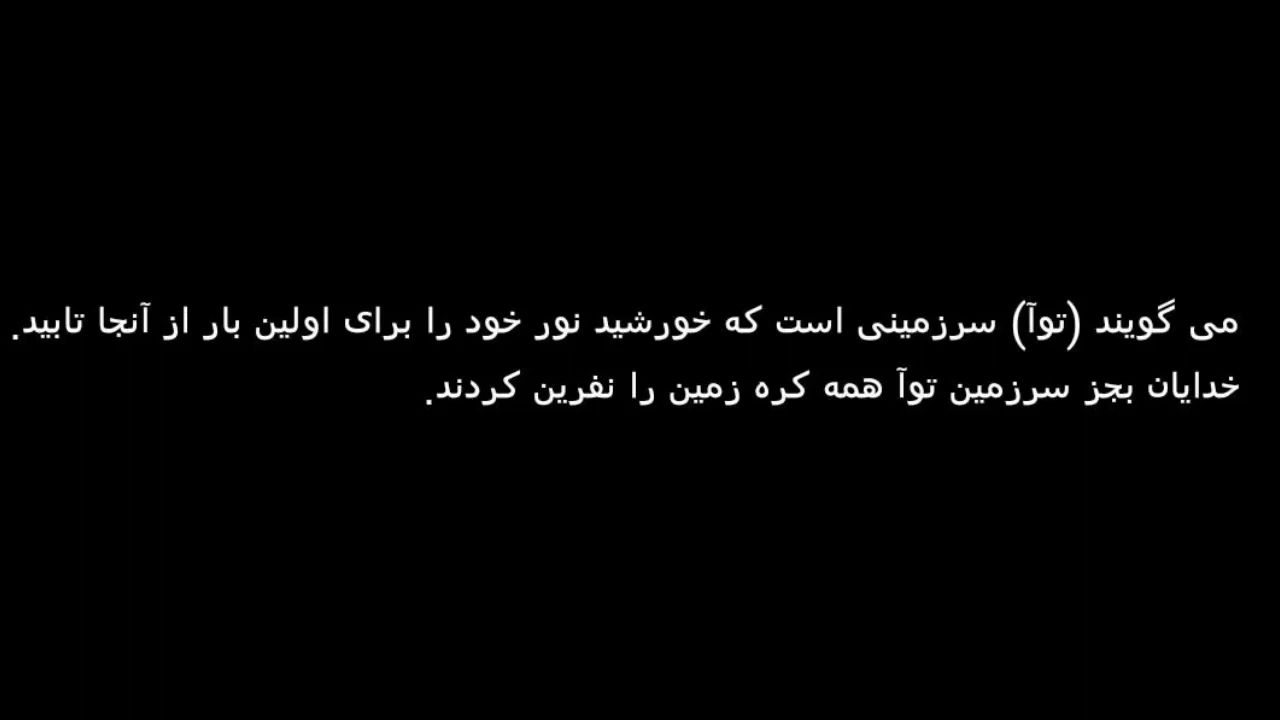 می گویند (توآ) سرزمینی است که خورشید نور خود را برای اولین بار از آنجا تابید.
خدایان بجز سرزمین توآ همه کره زمین را نفرین کردند.